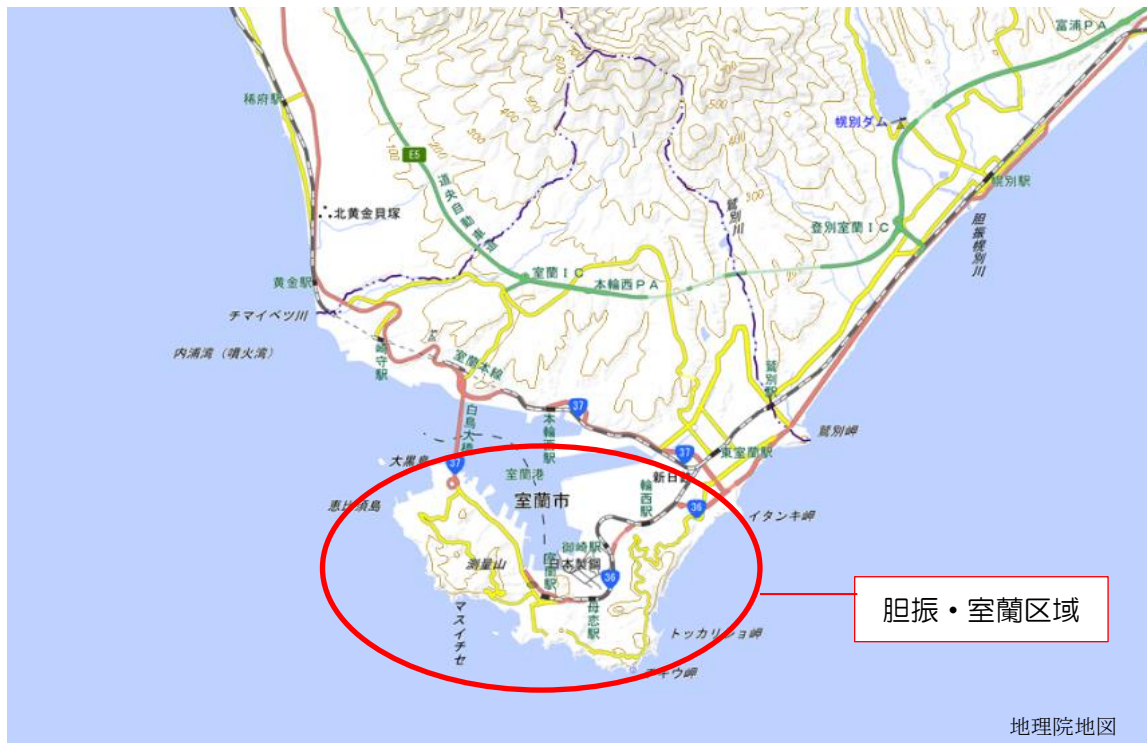 富浦PA
稀府駅
幌別ダム
E5
幌別駅
道央自動車道
北黄金貝塚
鷲別川
登別室蘭IC
胆振幌別川
室蘭IC
黄金駅
本輪西PA
チマイベツ川
内浦湾(噴火湾)
崎守駅
室蘭本線
鷲別駅
37
白鳥大橋
本輪西駅
鷲別岬
東室蘭駅
37
大黒島
37
室蘭港
新日鐵
輪西駅
恵比須島
室蘭市
36
イタンキ岬
御崎駅
測量山
日本製鋼
室蘭駅
36
母恋駅
マスイチセ
トッカリショ岬
チキウ岬
胆振・室蘭区域
地理院地図